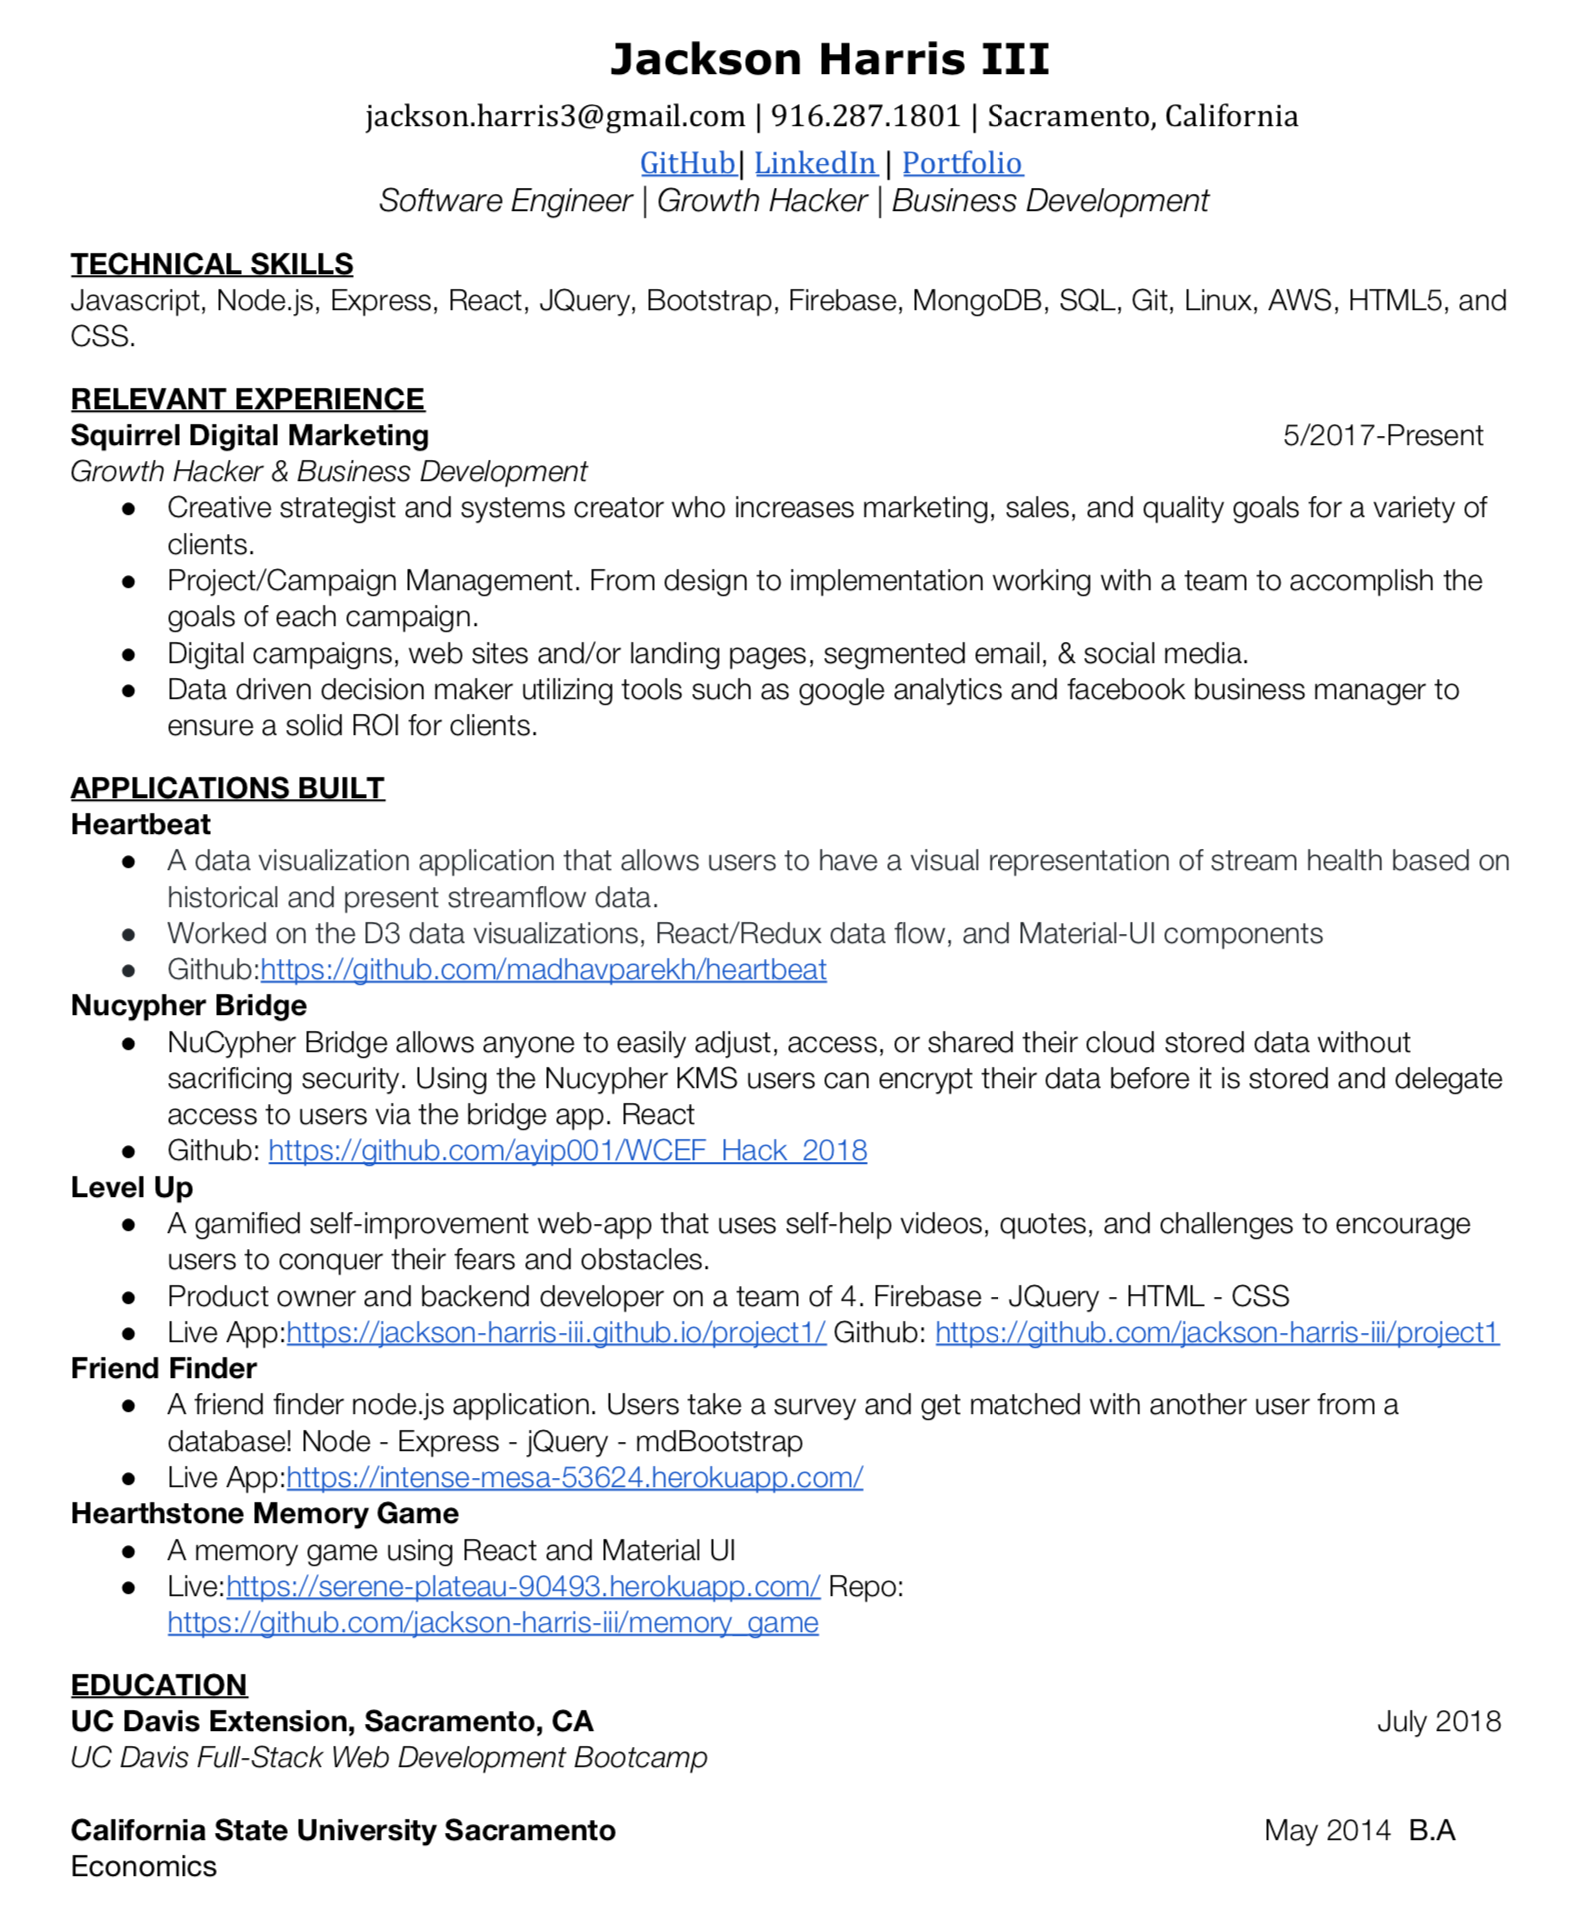 Jackson Harris III
jackson.harris3@gmail.com | 916.287.1801 | Sacramento, California
GitHub| LinkedIn | Portfolio
Software Engineer | Growth Hacker | Business Development
TECHNICAL SKILLS
Javascript, Node.js, Express, React, JQuery, Bootstrap, Firebase, MongoDB, SQL, Git, Linux, AWS, HTML5, and
CSS.
RELEVANT EXPERIENCE
Squirrel Digital Marketing 5/2017-Present
Growth Hacker & Business Development
● Creative strategist and systems creator who increases marketing, sales, and quality goals for a variety of
clients.
● Project/Campaign Management. From design to implementation working with a team to accomplish the
goals of each campaign.
● Digital campaigns, web sites and/or landing pages, segmented email, & social media.
● Data driven decision maker utilizing tools such as google analytics and facebook business manager to
ensure a solid ROI for clients.
APPLICATIONS BUILT
Heartbeat
● A data visualization application that allows users to have a visual representation of stream health based on
historical and present streamflow data.
● Worked on the D3 data visualizations, React/Redux data flow, and Material-UI components
● Github:https://github.com/madhavparekh/heartbeat
Nucypher Bridge
● NuCypher Bridge allows anyone to easily adjust, access, or shared their cloud stored data without
sacrificing security. Using the Nucypher KMS users can encrypt their data before it is stored and delegate
access to users via the bridge app. React
● Github: https://github.com/ayip001/WCEF_Hack_2018
Level Up
● A gamified self-improvement web-app that uses self-help videos, quotes, and challenges to encourage
users to conquer their fears and obstacles.
● Product owner and backend developer on a team of 4. Firebase - JQuery - HTML - CSS
● Live App:https://jackson-harris-iii.github.io/project1/ Github: https://github.com/jackson-harris-iii/project1
Friend Finder
● A friend finder node.js application. Users take a survey and get matched with another user from a
database! Node - Express - jQuery - mdBootstrap
● Live App:https://intense-mesa-53624.herokuapp.com/
Hearthstone Memory Game
● A memory game using React and Material UI
● Live:https://serene-plateau-90493.herokuapp.com/ Repo:
https://github.com/jackson-harris-iii/memory_game
EDUCATION
UC Davis Extension, Sacramento, CA July 2018
UC Davis Full-Stack Web Development Bootcamp
California State University Sacramento May 2014 B.A
Economics